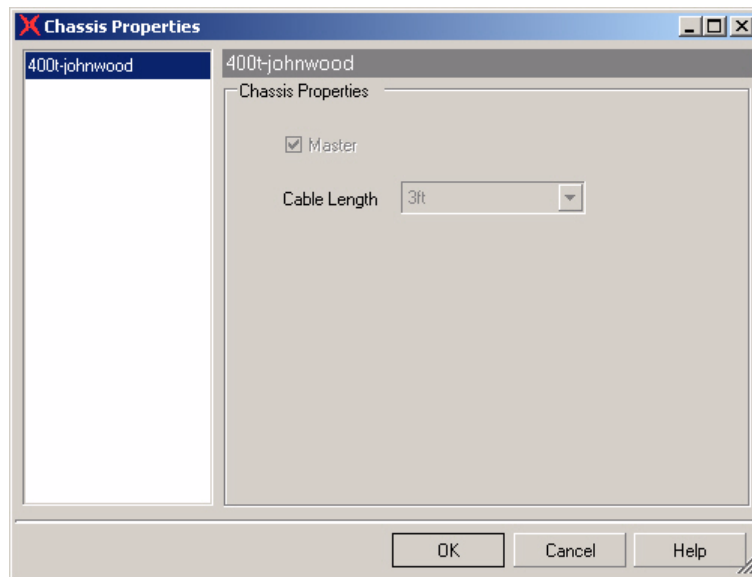 Chassis Properties
400t-johnwood
400t-johnwood
Chassis Properties
Master
Cable Length 3ft
OK Cancel Help